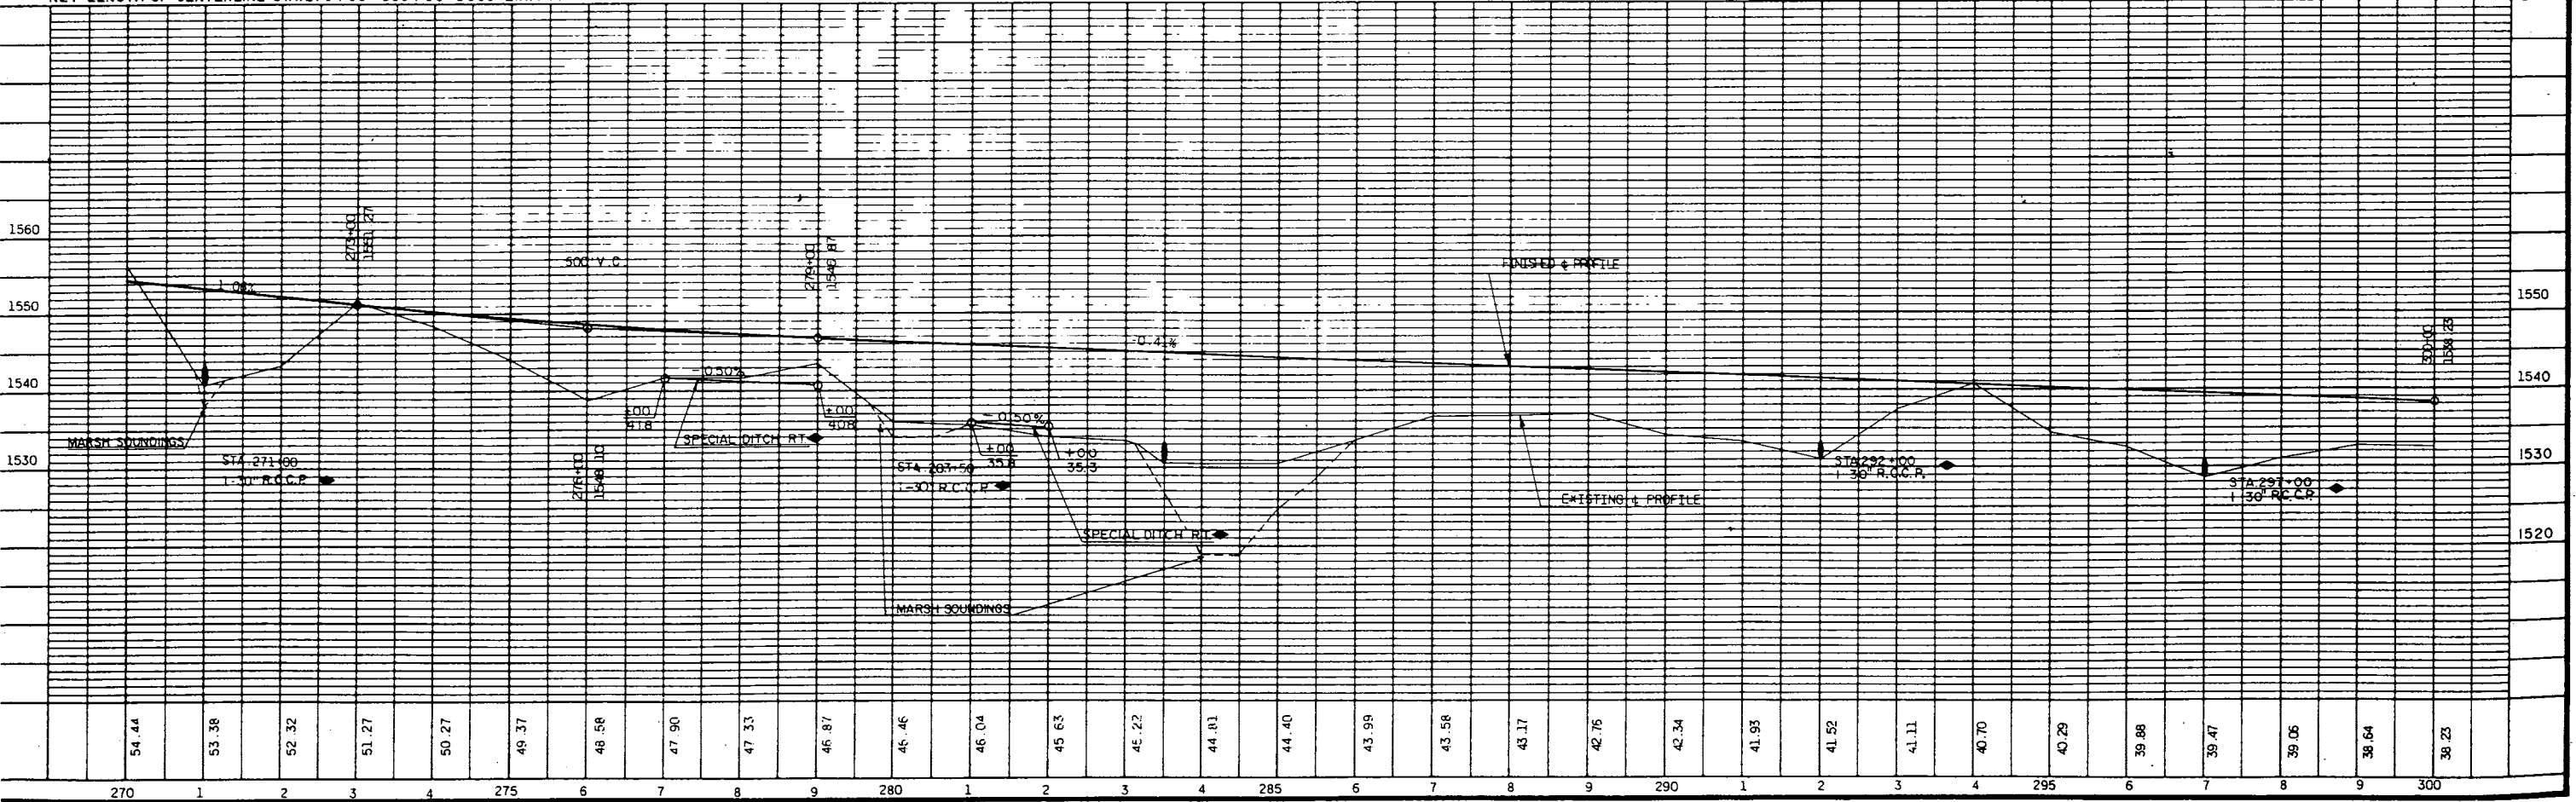 1560
273+00
1551.27
500' V.C.
279+00
1546.87
FINISHED ¢ PROFILE
1550
1550
-0.41%
300+00
1538.23
1540
-0.50%
1540
+00
41.8
+00
40.8
-0.50%
MARSH SOUNDINGS
SPECIAL DITCH RT.
+00
35.8
+00
35.3
1530
STA. 271+00
1-30" R.C.C.P.
276+00
1548.10
1-30" R.C.C.P.
STA. 292+00
1-30" R.C.C.P.
1530
STA. 297+00
1-30" R.C.C.P.
EXISTING ¢ PROFILE
SPECIAL DITCH RT.
1520
MARSH SOUNDINGS
54.44 53.38 52.32 51.27 50.27 49.37 48.58 47.90 47.33 46.87 46.46 46.04 45.63 45.22 44.81 44.40 43.99 43.58 43.17 42.76 42.34 41.93 41.52 41.11 40.70 40.29 39.88 39.47 39.06 38.64 38.23
270 1 2 3 4 275 6 7 8 9 280 1 2 3 4 285 6 7 8 9 290 1 2 3 4 295 6 7 8 9 300